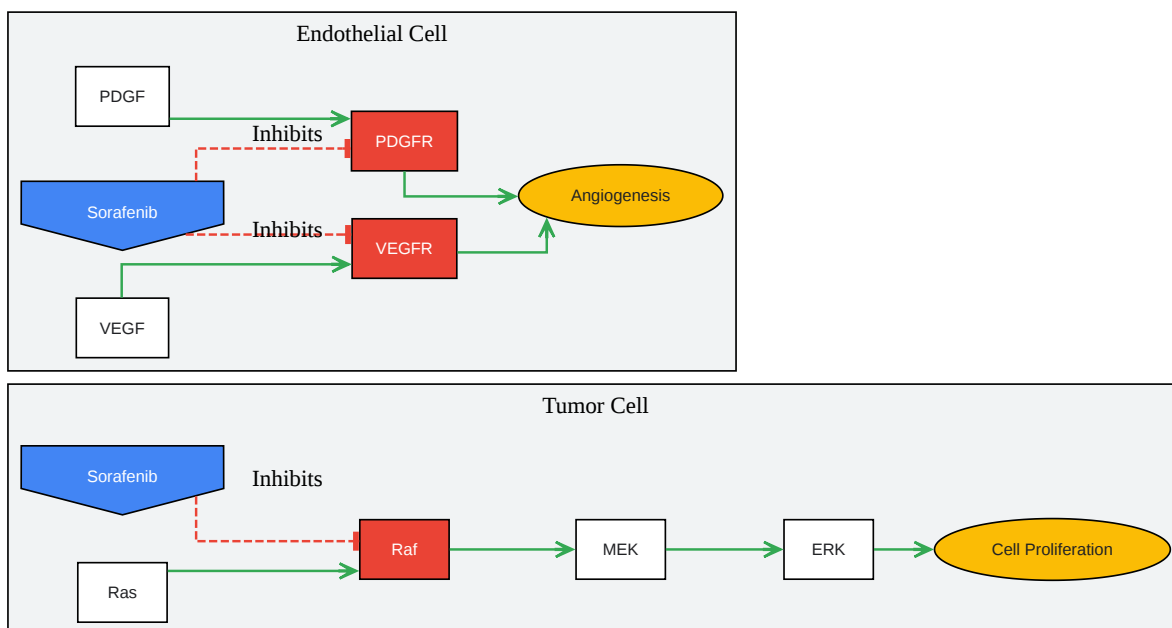 Endothelial Cell
PDGF
Inhibits
PDGFR
Sorafenib
Angiogenesis
Inhibits
VEGFR
VEGF
Tumor Cell
Sorafenib
Inhibits
Raf
MEK
ERK
Cell Proliferation
Ras